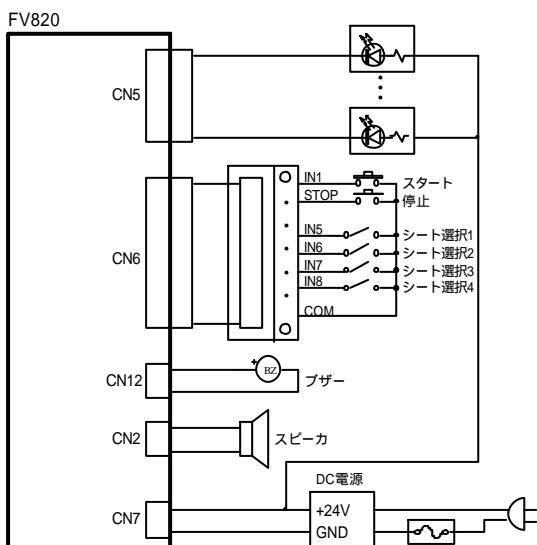 FV820
CN5
CN6
IN1
スタート
STOP
停止
IN5
シート選択1
IN6
シート選択2
IN7
シート選択3
IN8
シート選択4
COM
CN12
BZ
ブザー
CN2
スピーカ
DC電源
CN7
+24V
GND